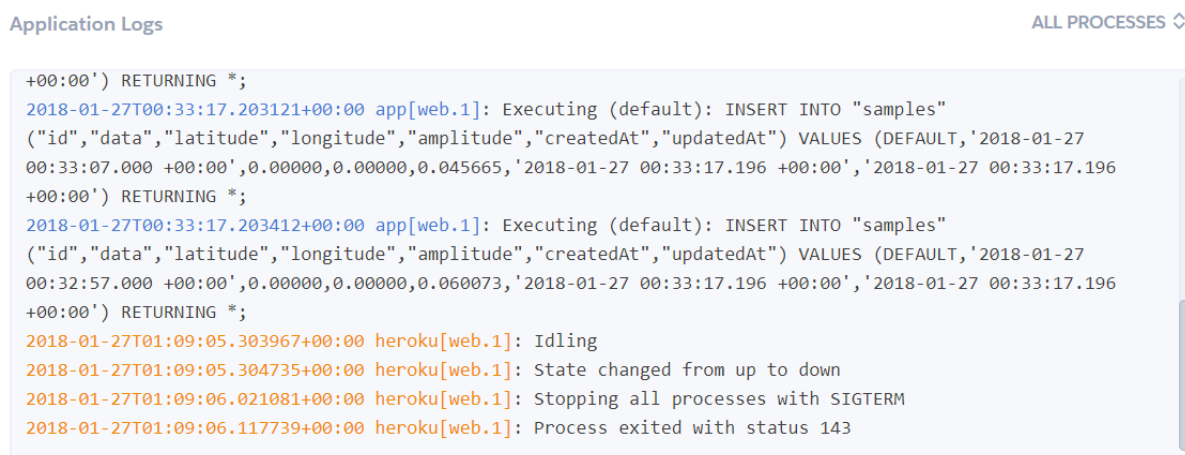 Application Logs
ALL PROCESSES
+00:00') RETURNING *;
2018-01-27T00:33:17.203121+00:00 app[web.1]: Executing (default): INSERT INTO "samples"
("id","data","latitude","longitude","amplitude","createdAt","updatedAt") VALUES (DEFAULT,'2018-01-27
00:33:07.000 +00:00',0.00000,0.00000,0.045665,'2018-01-27 00:33:17.196 +00:00','2018-01-27 00:33:17.196
+00:00') RETURNING *;
2018-01-27T00:33:17.203412+00:00 app[web.1]: Executing (default): INSERT INTO "samples"
("id","data","latitude","longitude","amplitude","createdAt","updatedAt") VALUES (DEFAULT,'2018-01-27
00:32:57.000 +00:00',0.00000,0.00000,0.060073,'2018-01-27 00:33:17.196 +00:00','2018-01-27 00:33:17.196
+00:00') RETURNING *;
2018-01-27T01:09:05.303967+00:00 heroku[web.1]: Idling
2018-01-27T01:09:05.304735+00:00 heroku[web.1]: State changed from up to down
2018-01-27T01:09:06.021081+00:00 heroku[web.1]: Stopping all processes with SIGTERM
2018-01-27T01:09:06.117739+00:00 heroku[web.1]: Process exited with status 143